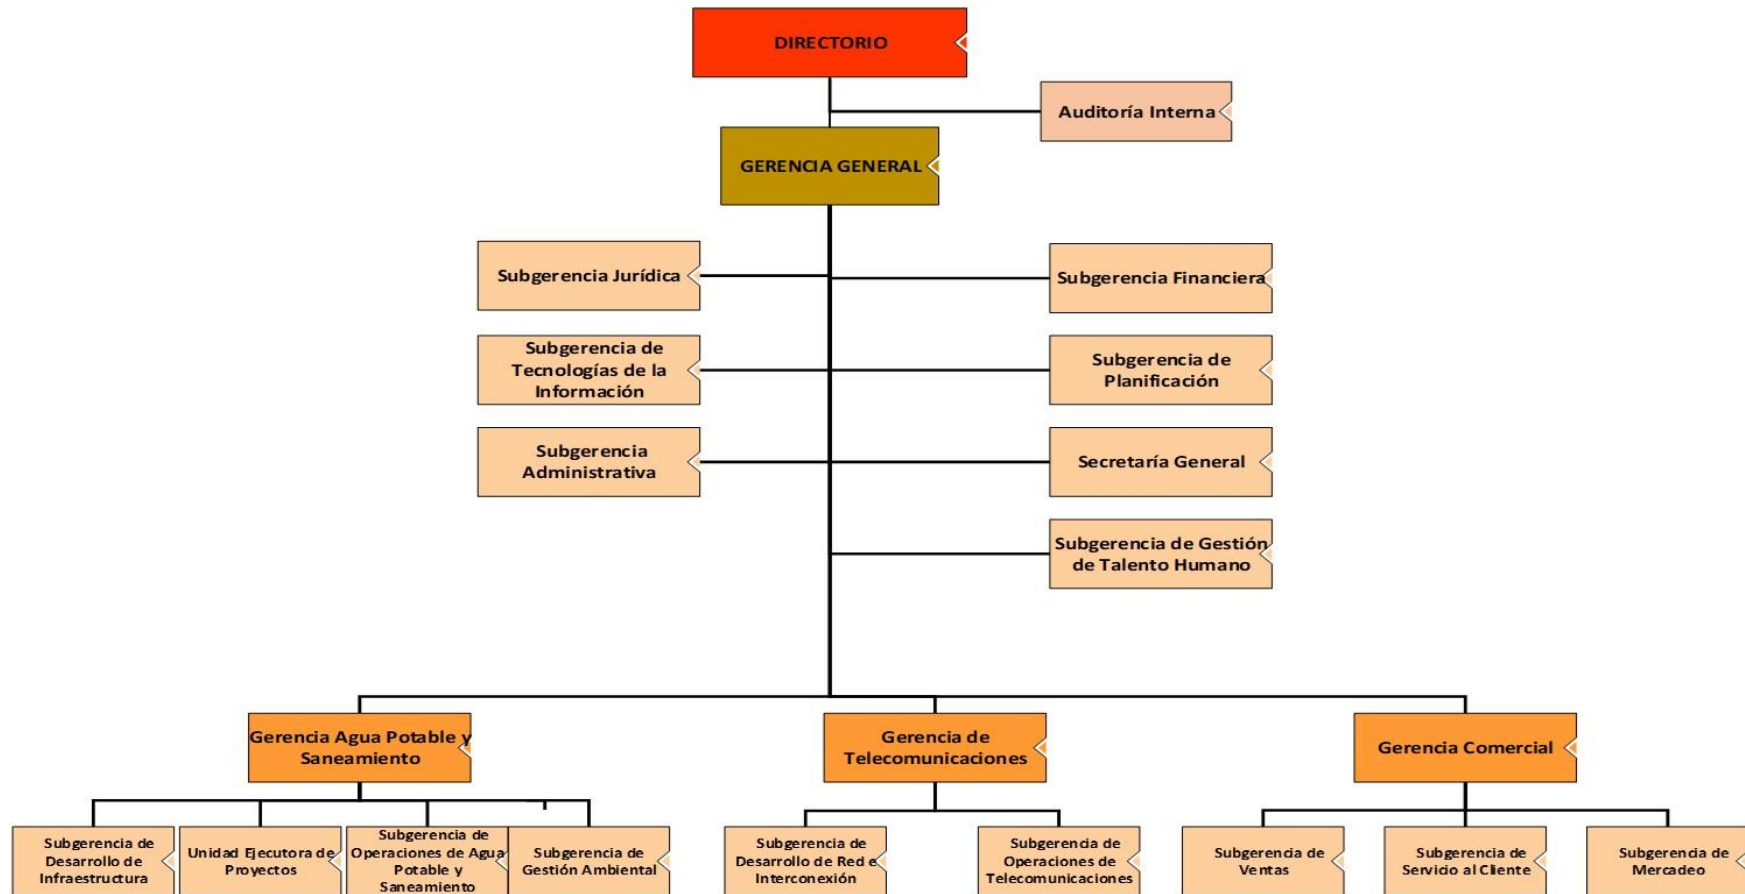 DIRECTORIO
Auditoría Interna
GERENCIA GENERAL
Subgerencia Jurídica
Subgerencia Financiera
Subgerencia de
Tecnologías de la
Información
Subgerencia de
Planificación
Subgerencia
Administrativa
Secretaría General
Subgerencia de Gestión
de Talento Humano
Gerencia Agua Potable y
Saneamiento
Gerencia de
Telecomunicaciones
Gerencia Comercial
Subgerencia de
Desarrollo de
Infraestructura
Unidad Ejecutora de
Proyectos
Subgerencia de
Operaciones de Agua
Potable y
Saneamiento
Subgerencia de
Gestión Ambiental
Subgerencia de
Desarrollo de Red e
Interconexión
Subgerencia de
Operaciones de
Telecomunicaciones
Subgerencia de
Ventas
Subgerencia de
Servicio al Cliente
Subgerencia de
Mercadeo